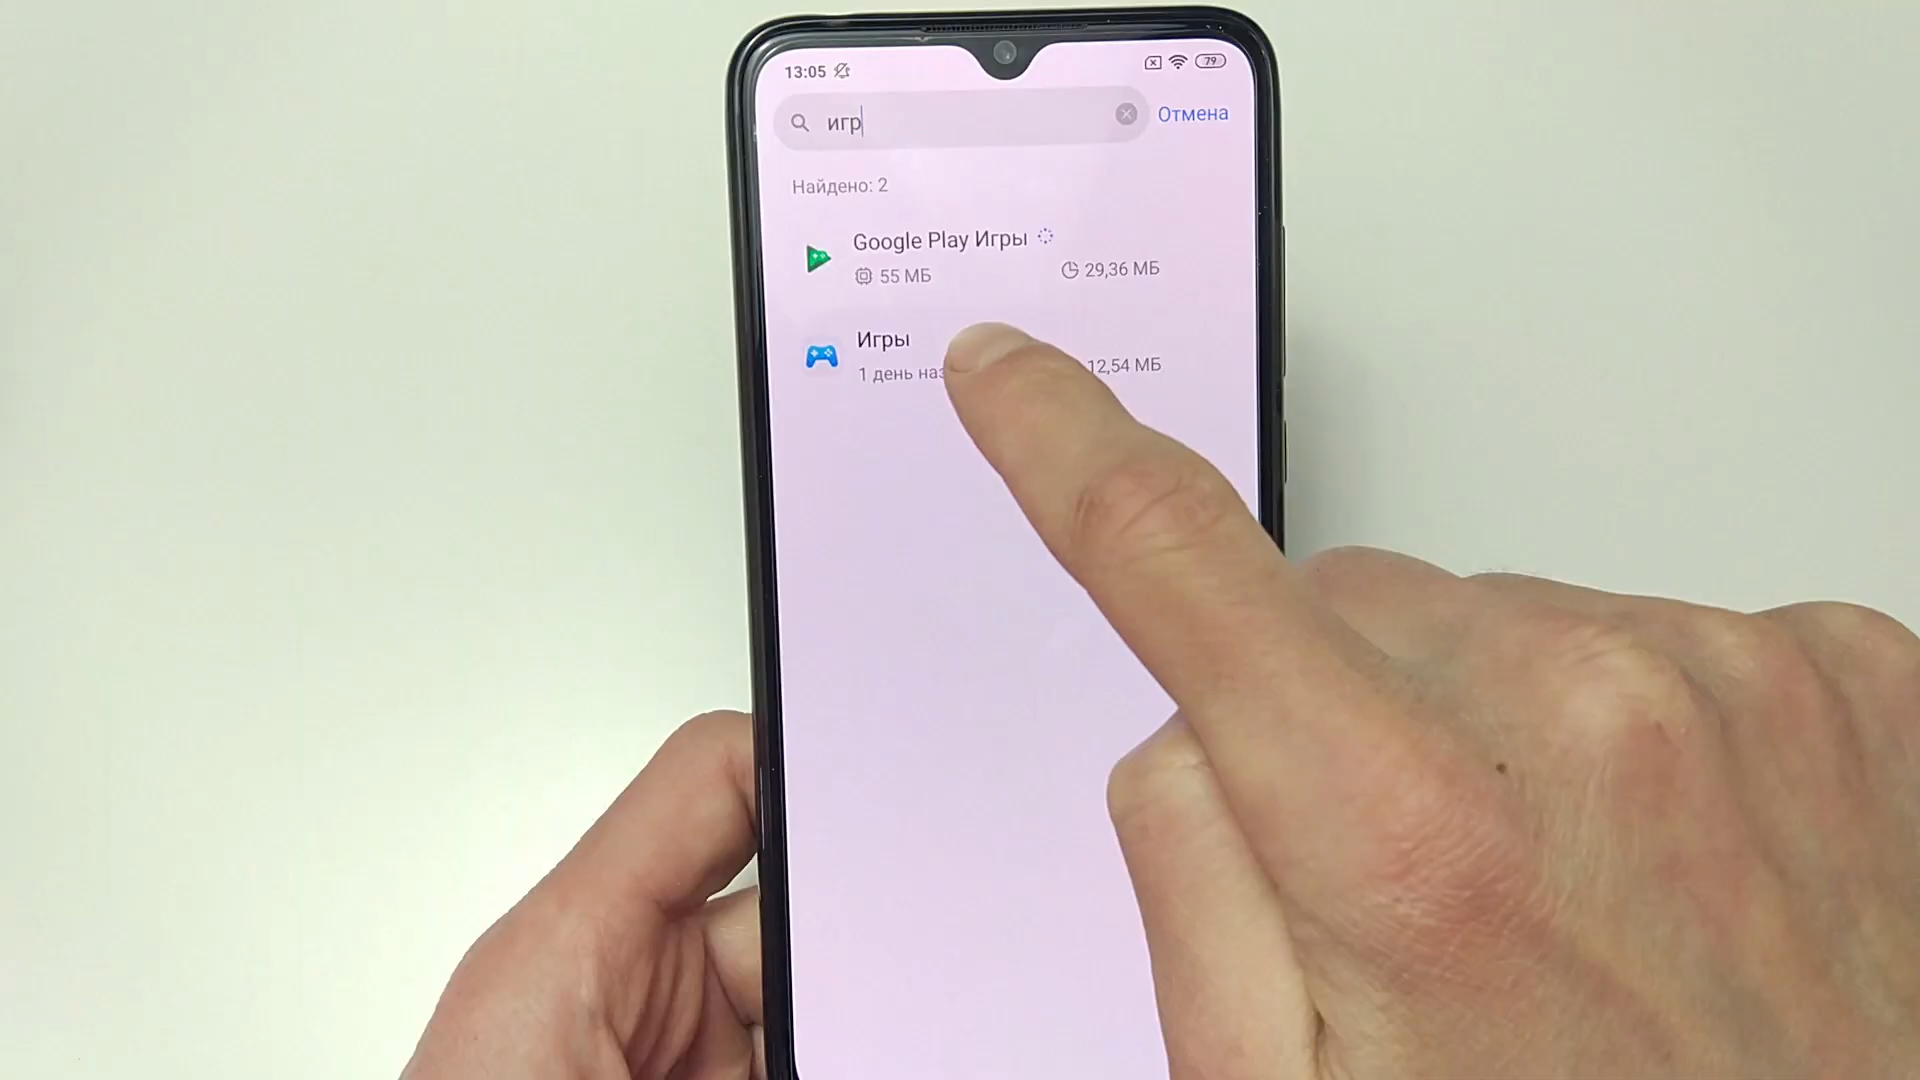 13:05
79
игр
Отмена
Найдено: 2
Google Play Игры
55 МБ
29,36 МБ
Игры
1 день
12,54 МБ